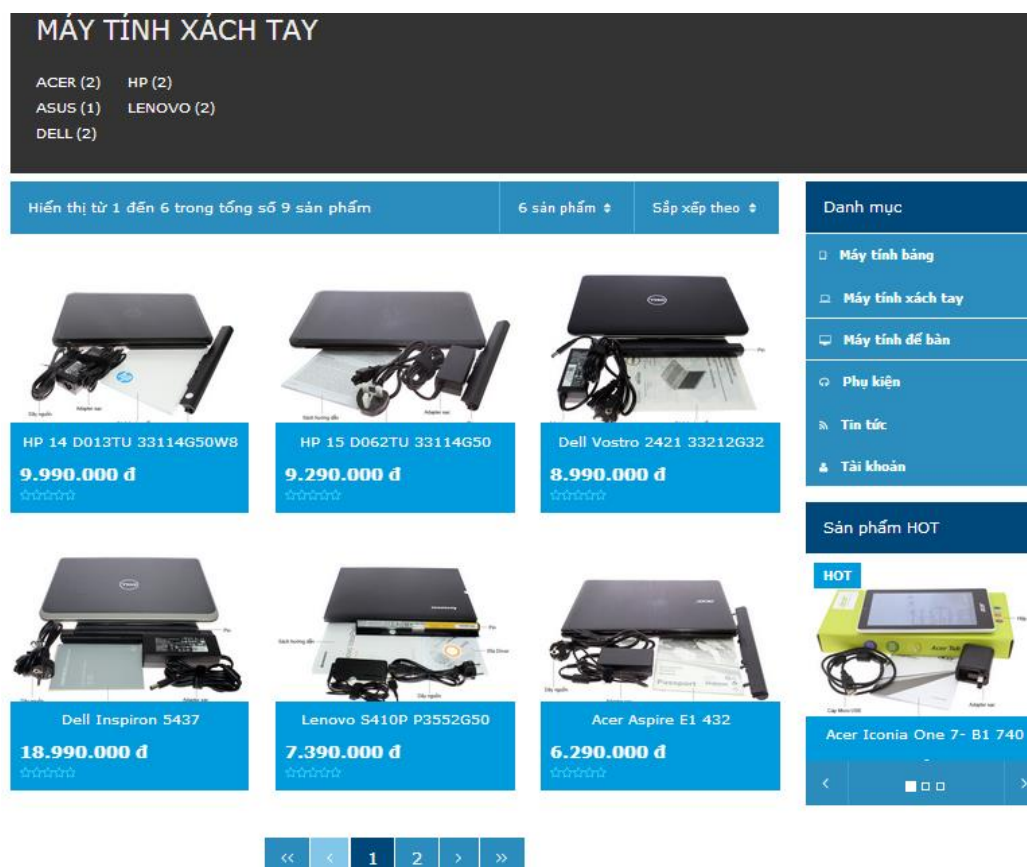 MÁY TÍNH XÁCH TAY
ACER (2) HP (2)
ASUS (1) LENOVO (2)
DELL (2)
Hiển thị từ 1 đến 6 trong tổng số 9 sản phẩm
6 sản phẩm
Sắp xếp theo
HP 14 D013TU 33114G50W8
9.990.000 đ
HP 15 D062TU 33114G50
9.290.000 đ
Dell Vostro 2421 33212G32
8.990.000 đ
Dell Inspiron 5437
18.990.000 đ
Lenovo S410P P3552G50
7.390.000 đ
Acer Aspire E1 432
6.290.000 đ
« < 1 2 > »
Danh mục
Máy tính bảng
Máy tính xách tay
Máy tính để bàn
Phụ kiện
Tin tức
Tài khoản
Sản phẩm HOT
HOT
Acer Iconia One 7- B1 740